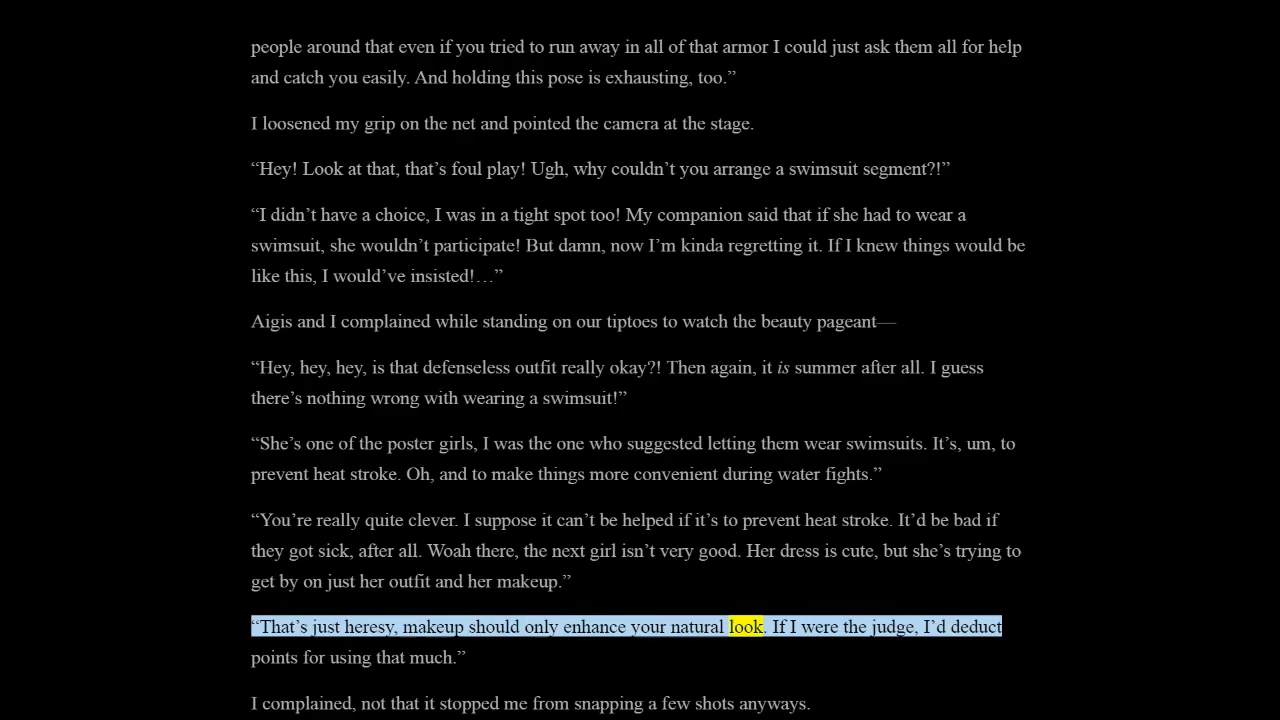 people around that even if you tried to run away in all of that armor I could just ask them all for help
and catch you easily. And holding this pose is exhausting, too.”
I loosened my grip on the net and pointed the camera at the stage.
“Hey! Look at that, that’s foul play! Ugh, why couldn’t you arrange a swimsuit segment?!”
“I didn’t have a choice, I was in a tight spot too! My companion said that if she had to wear a
swimsuit, she wouldn’t participate! But damn, now I’m kinda regretting it. If I knew things would be
like this, I would’ve insisted!…”
Aigis and I complained while standing on our tiptoes to watch the beauty pageant—
“Hey, hey, hey, is that defenseless outfit really okay?! Then again, it is summer after all. I guess
there’s nothing wrong with wearing a swimsuit!”
“She’s one of the poster girls, I was the one who suggested letting them wear swimsuits. It’s, um, to
prevent heat stroke. Oh, and to make things more convenient during water fights.”
“You’re really quite clever. I suppose it can’t be helped if it’s to prevent heat stroke. It’d be bad if
they got sick, after all. Woah there, the next girl isn’t very good. Her dress is cute, but she’s trying to
get by on just her outfit and her makeup.”
“That’s just heresy, makeup should only enhance your natural look. If I were the judge, I’d deduct
points for using that much.”
I complained, not that it stopped me from snapping a few shots anyways.